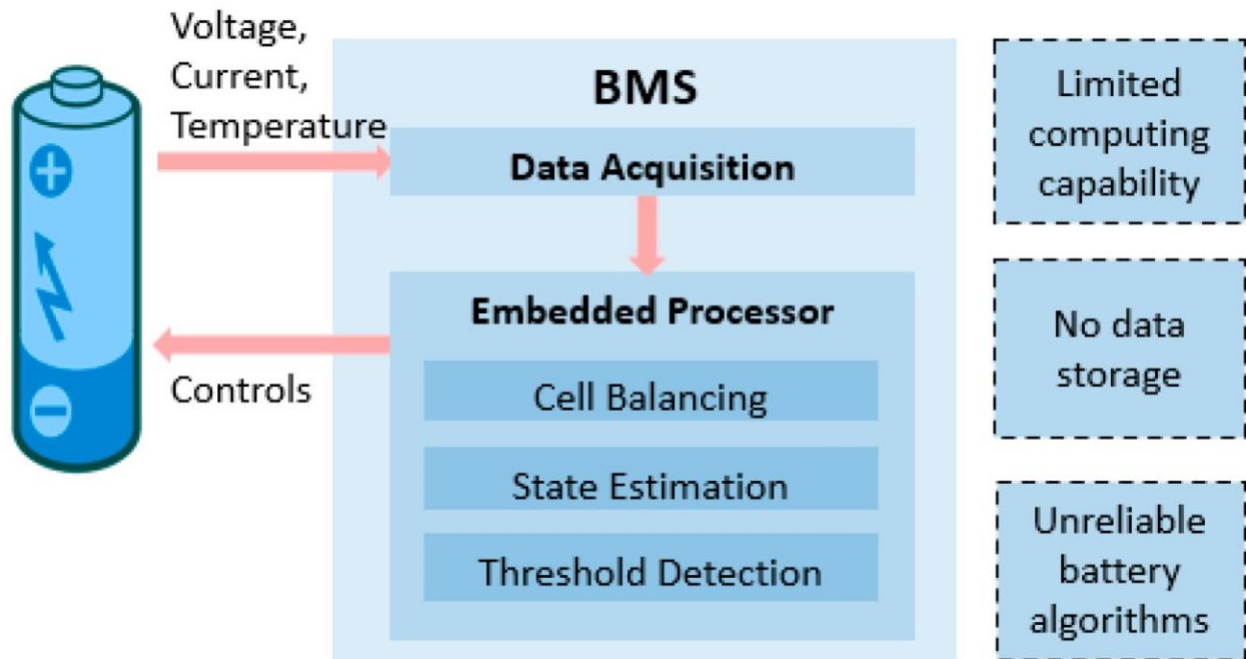 Voltage,
Current,
Temperature
BMS
Data Acquisition
Embedded Processor
Cell Balancing
State Estimation
Threshold Detection
Controls
Limited
computing
capability
No data
storage
Unreliable
battery
algorithms